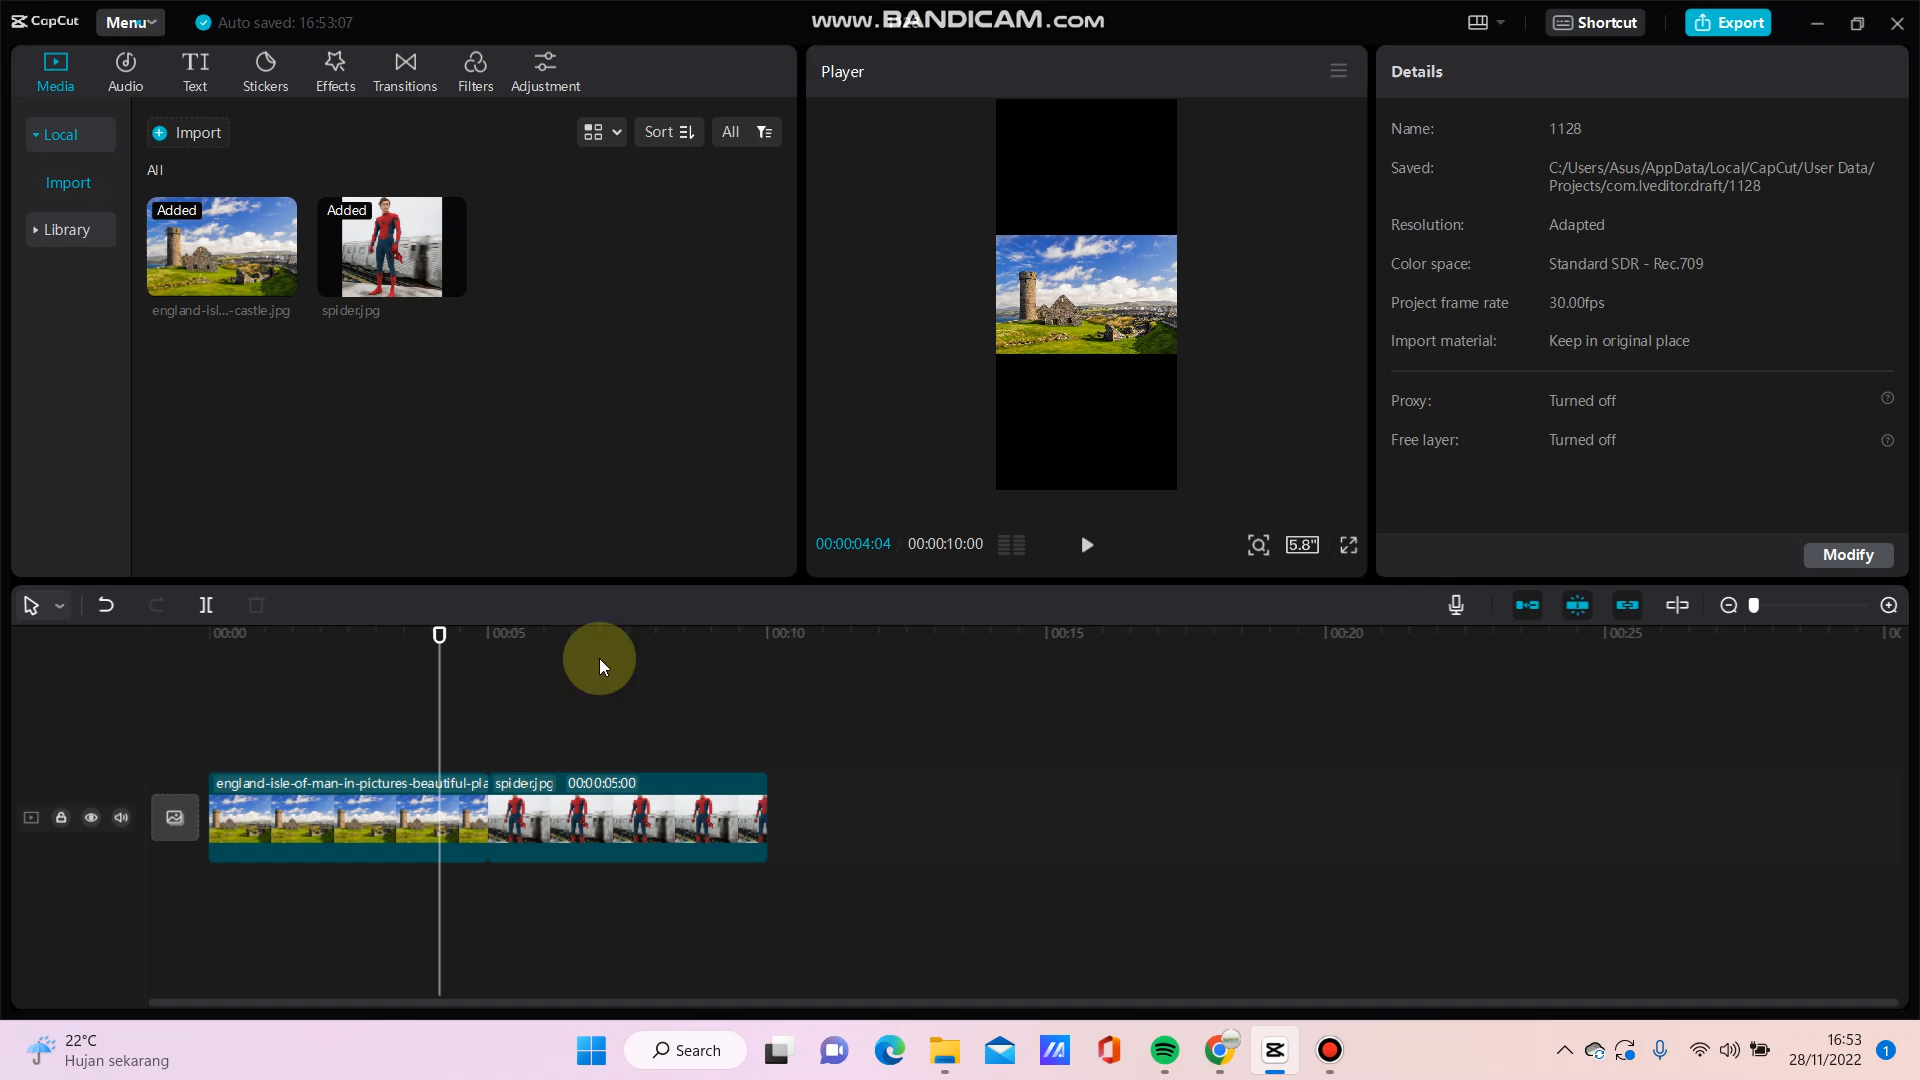 CapCut
Menu
Auto saved: 16:53:07
www.BANDICAM.COM
Shortcut
Export
Media
Audio
Text
Stickers
Effects
Transitions
Filters
Adjustment
Player
Details
Local
Import
Library
Import
Sort
All
All
Added
Added
england-isl...-castle.jpg
spider.jpg
Name: 1128
Saved: C:/Users/Asus/AppData/Local/CapCut/User Data/
Projects/com.lveditor.draft/1128
Resolution: Adapted
Color space: Standard SDR - Rec.709
Project frame rate 30.00fps
Import material: Keep in original place
Proxy: Turned off
Free layer: Turned off
Modify
00:00:04:04 / 00:00:10:00
5.8"
00:00
00:05
00:10
00:15
00:20
00:25
england-isle-of-man-in-pictures-beautiful-pla
spider.jpg 00:00:05:00
22°C
Hujan sekarang
Search
16:53
28/11/2022
1